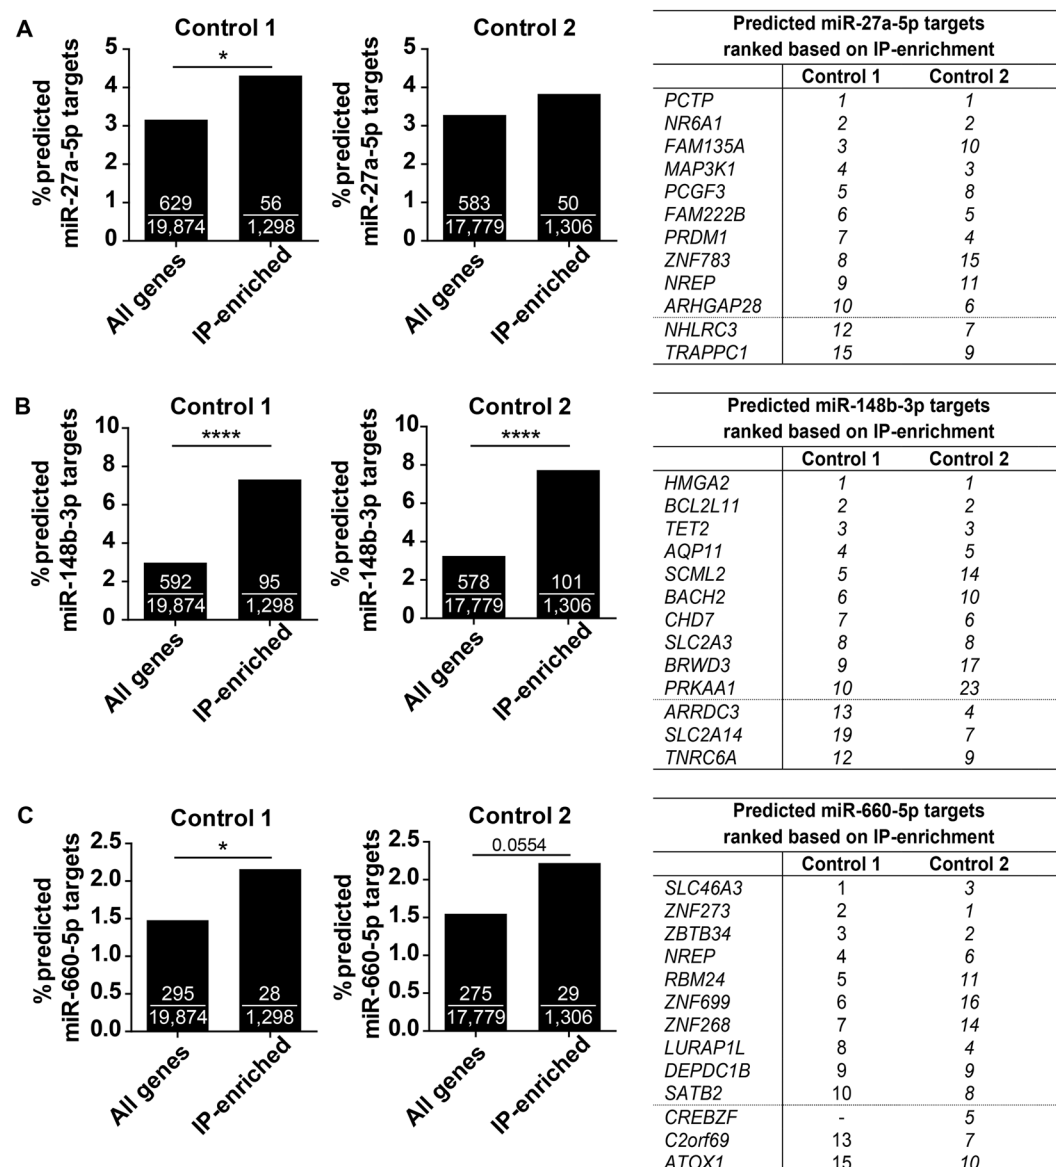 A
Control 1
Control 2
% predicted
miR-27a-5p targets
5
4
3
2
1
0
*
629
19,874
56
1,298
All genes
IP-enriched
% predicted
miR-27a-5p targets
5
4
3
2
1
0
583
17,779
50
1,306
All genes
IP-enriched
Predicted miR-27a-5p targets
ranked based on IP-enrichment
Control 1 Control 2
PCTP 1 1
NR6A1 2 2
FAM135A 3 10
MAP3K1 4 3
PCGF3 5 8
FAM222B 6 5
PRDM1 7 4
ZNF783 8 15
NREP 9 11
ARHGAP28 10 6
NHLRC3 12 7
TRAPPC1 15 9
B
Control 1
Control 2
% predicted
miR-148b-3p targets
10
8
6
4
2
0
****
592
19,874
95
1,298
All genes
IP-enriched
% predicted
miR-148b-3p targets
10
8
6
4
2
0
****
578
17,779
101
1,306
All genes
IP-enriched
Predicted miR-148b-3p targets
ranked based on IP-enrichment
Control 1 Control 2
HMGA2 1 1
BCL2L11 2 2
TET2 3 3
AQP11 4 5
SCML2 5 14
BACH2 6 10
CHD7 7 6
SLC2A3 8 8
BRWD3 9 17
PRKAA1 10 23
ARRDC3 13 4
SLC2A14 19 7
TNRC6A 12 9
C
Control 1
Control 2
% predicted
miR-660-5p targets
2.5
2.0
1.5
1.0
0.5
0.0
*
295
19,874
28
1,298
All genes
IP-enriched
% predicted
miR-660-5p targets
2.5
2.0
1.5
1.0
0.5
0.0
0.0554
275
17,779
29
1,306
All genes
IP-enriched
Predicted miR-660-5p targets
ranked based on IP-enrichment
Control 1 Control 2
SLC46A3 1 3
ZNF273 2 1
ZBTB34 3 2
NREP 4 6
RBM24 5 11
ZNF699 6 16
ZNF268 7 14
LURAP1L 8 4
DEPDC1B 9 9
SATB2 10 8
CREBZF - 5
C2orf69 13 7
ATOX1 15 10